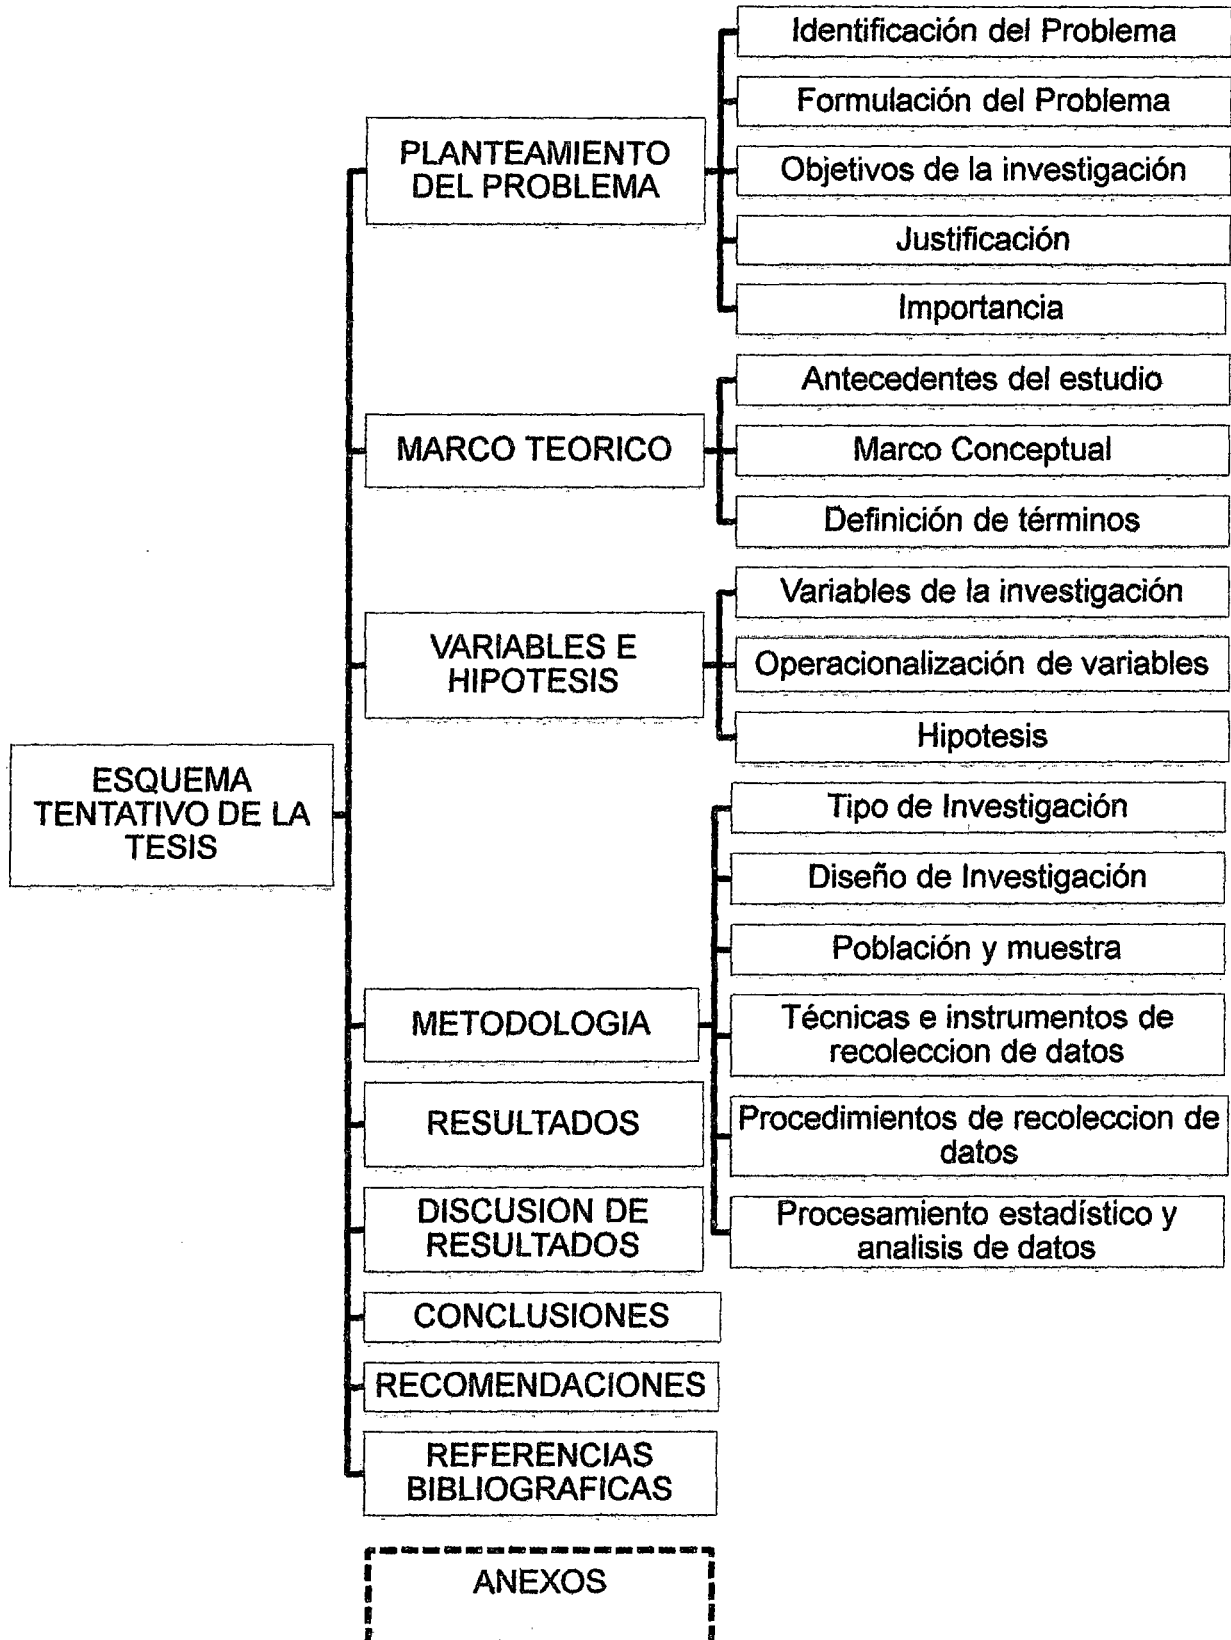 ESQUEMA
TENTATIVO DE LA
TESIS
PLANTEAMIENTO
DEL PROBLEMA
Identificación del Problema
Formulación del Problema
Objetivos de la investigación
Justificación
Importancia
MARCO TEORICO
Antecedentes del estudio
Marco Conceptual
Definición de términos
VARIABLES E
HIPOTESIS
Variables de la investigación
Operacionalización de variables
Hipotesis
METODOLOGIA
Tipo de Investigación
Diseño de Investigación
Población y muestra
Técnicas e instrumentos de
recoleccion de datos
Procedimientos de recoleccion de
datos
Procesamiento estadístico y
analisis de datos
RESULTADOS
DISCUSION DE
RESULTADOS
CONCLUSIONES
RECOMENDACIONES
REFERENCIAS
BIBLIOGRAFICAS
ANEXOS